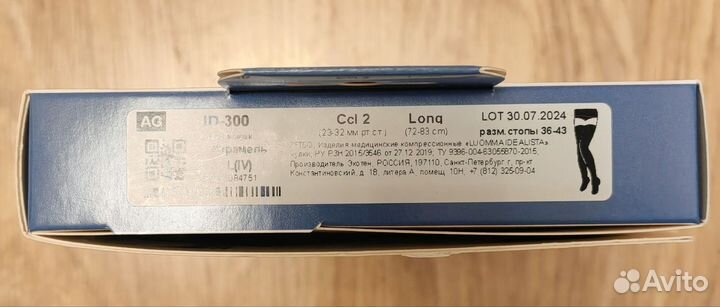 AG ID-300 Ccl 2 Long LOT 30.07.2024
(23-32 мм рт.ст.) (72-83 cm) разм. стопы 36-43
Изделия медицинские компрессионные «LUOMMA IDEALISTA»
РУ РЗН 2015/3546 от 27.12.2019, ТУ 9396-004-63055870-2015,
L(IV) Производитель Экотен, РОССИЯ, 197110, Санкт-Петербург г, пр-кт
084751 Константиновский, д 18, литера А, помещ. 10Н, +7 (812) 325-09-04
Avito